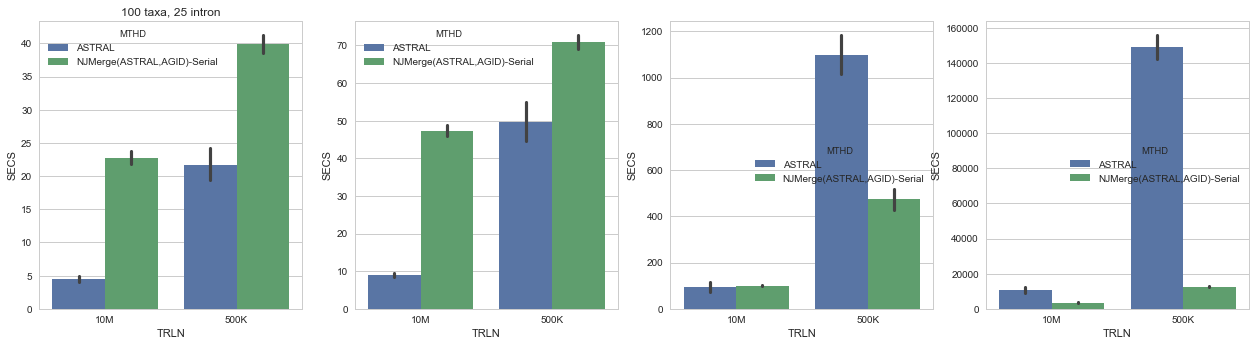 100 taxa, 25 intron
SECS
40
35
30
25
20
15
10
5
0
MTHD
ASTRAL
NJMerge(ASTRAL,AGID)-Serial
10M
500K
TRLN
SECS
70
60
50
40
30
20
10
0
MTHD
ASTRAL
NJMerge(ASTRAL,AGID)-Serial
10M
500K
TRLN
SECS
1200
1000
800
600
400
200
0
MTHD
ASTRAL
NJMerge(ASTRAL,AGID)-Serial
10M
500K
TRLN
SECS
160000
140000
120000
100000
80000
60000
40000
20000
0
MTHD
ASTRAL
NJMerge(ASTRAL,AGID)-Serial
10M
500K
TRLN